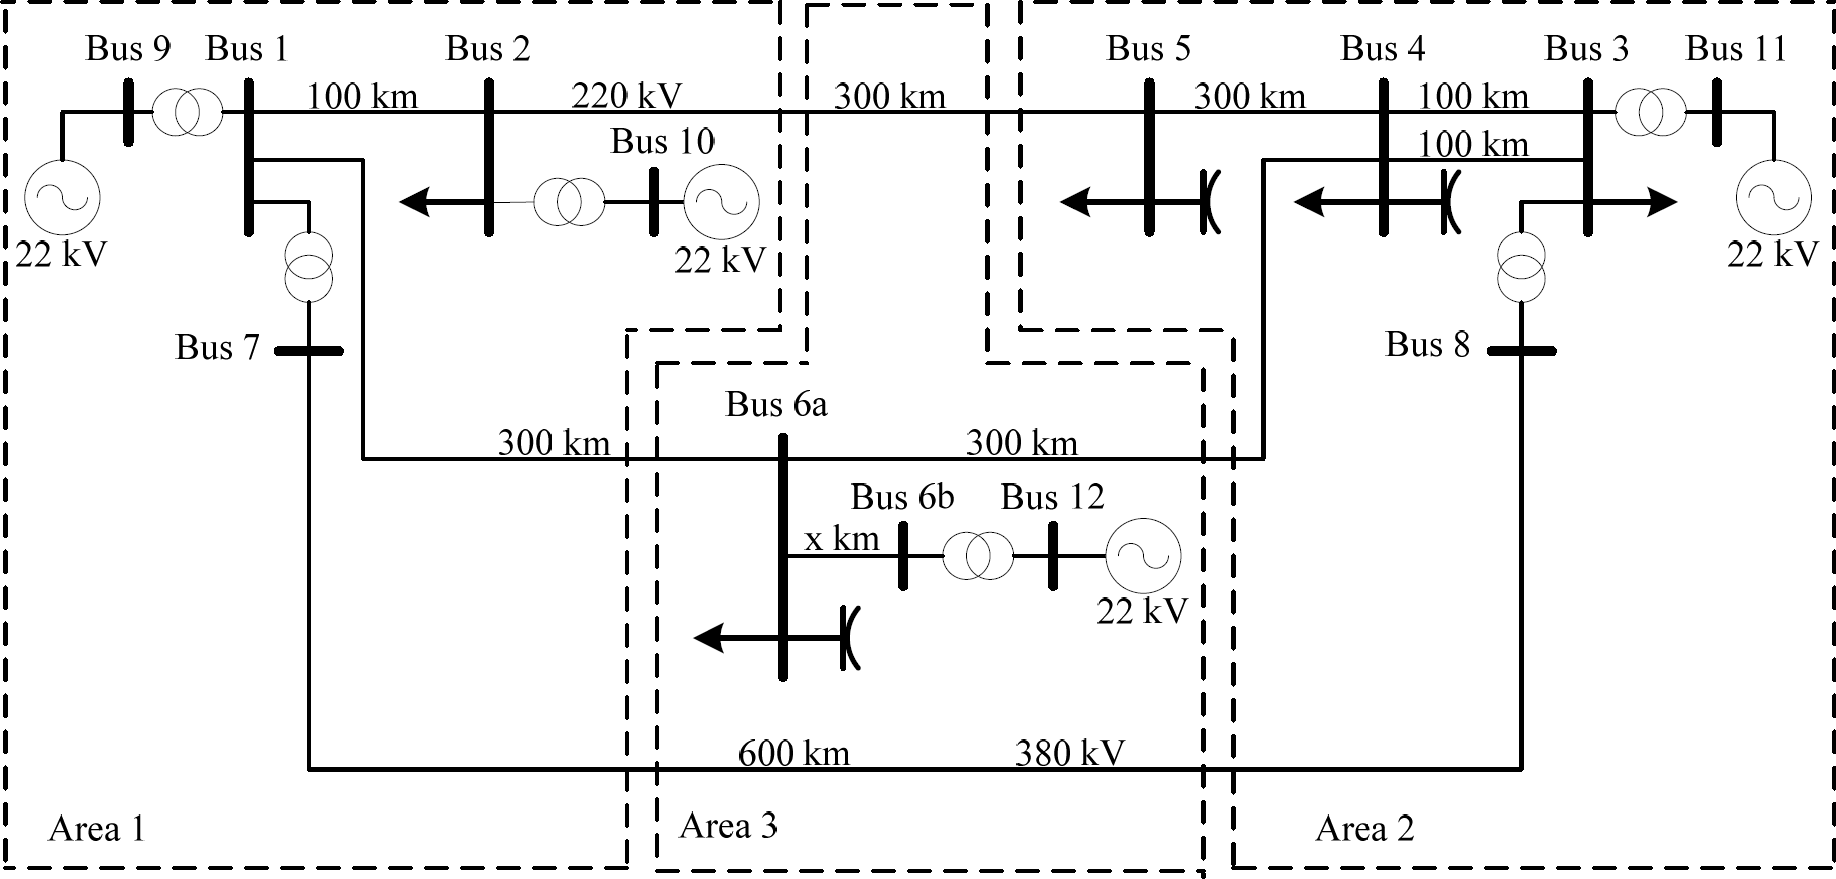 Bus 9
Bus 1
Bus 2
Bus 5
Bus 4
Bus 3
Bus 11
100 km
220 kV
300 km
300 km
100 km
Bus 10
100 km
22 kV
22 kV
22 kV
Bus 7
Bus 8
Bus 6a
300 km
300 km
Bus 6b
Bus 12
x km
22 kV
600 km
380 kV
Area 1
Area 3
Area 2